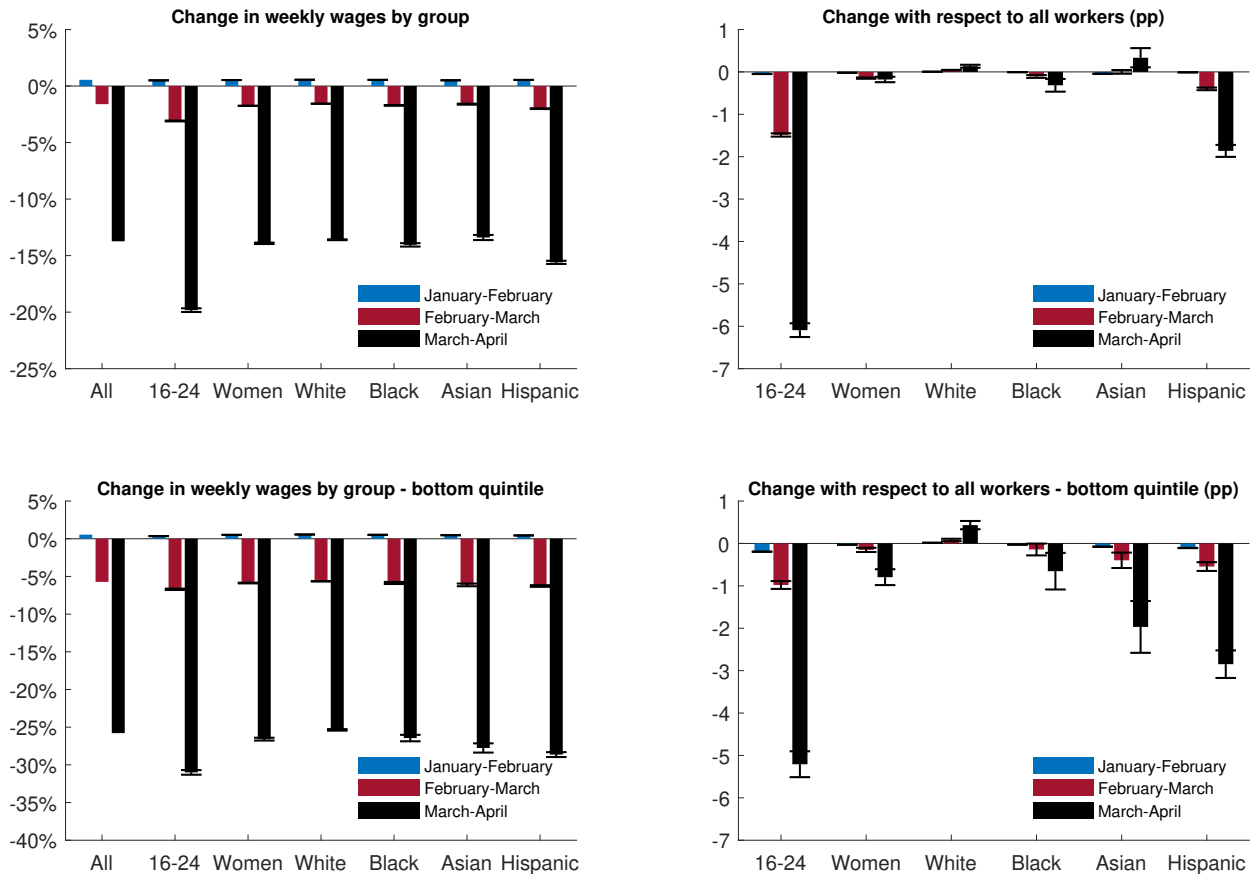 Change in weekly wages by group
5%
0%
-5%
-10%
-15%
-20%
-25%
January-February
February-March
March-April
All 16-24 Women White Black Asian Hispanic
Change with respect to all workers (pp)
1
0
-1
-2
-3
-4
-5
-6
-7
January-February
February-March
March-April
16-24 Women White Black Asian Hispanic
Change in weekly wages by group - bottom quintile
5%
0%
-5%
-10%
-15%
-20%
-25%
-30%
-35%
-40%
January-February
February-March
March-April
All 16-24 Women White Black Asian Hispanic
Change with respect to all workers - bottom quintile (pp)
1
0
-1
-2
-3
-4
-5
-6
-7
January-February
February-March
March-April
16-24 Women White Black Asian Hispanic